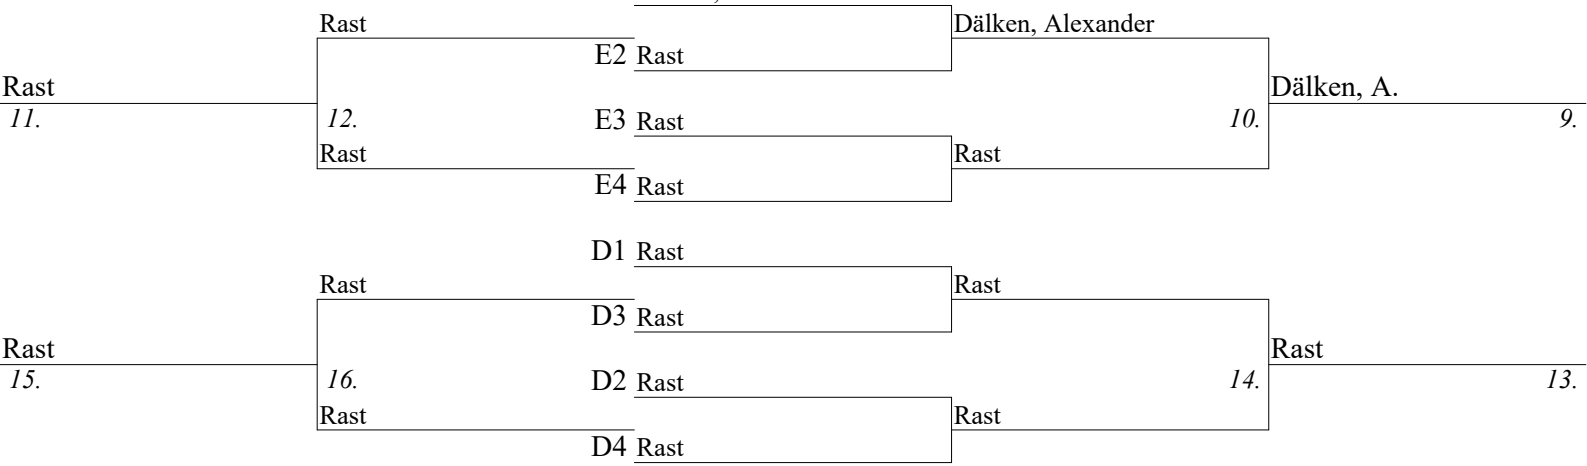 Rast
Dälken, Alexander
E2 Rast
Rast
Dälken, A.
11.
12.
E3 Rast
10.
9.
Rast
Rast
E4 Rast
D1 Rast
Rast
Rast
D3 Rast
Rast
Rast
15.
16.
D2 Rast
14.
13.
Rast
Rast
D4 Rast